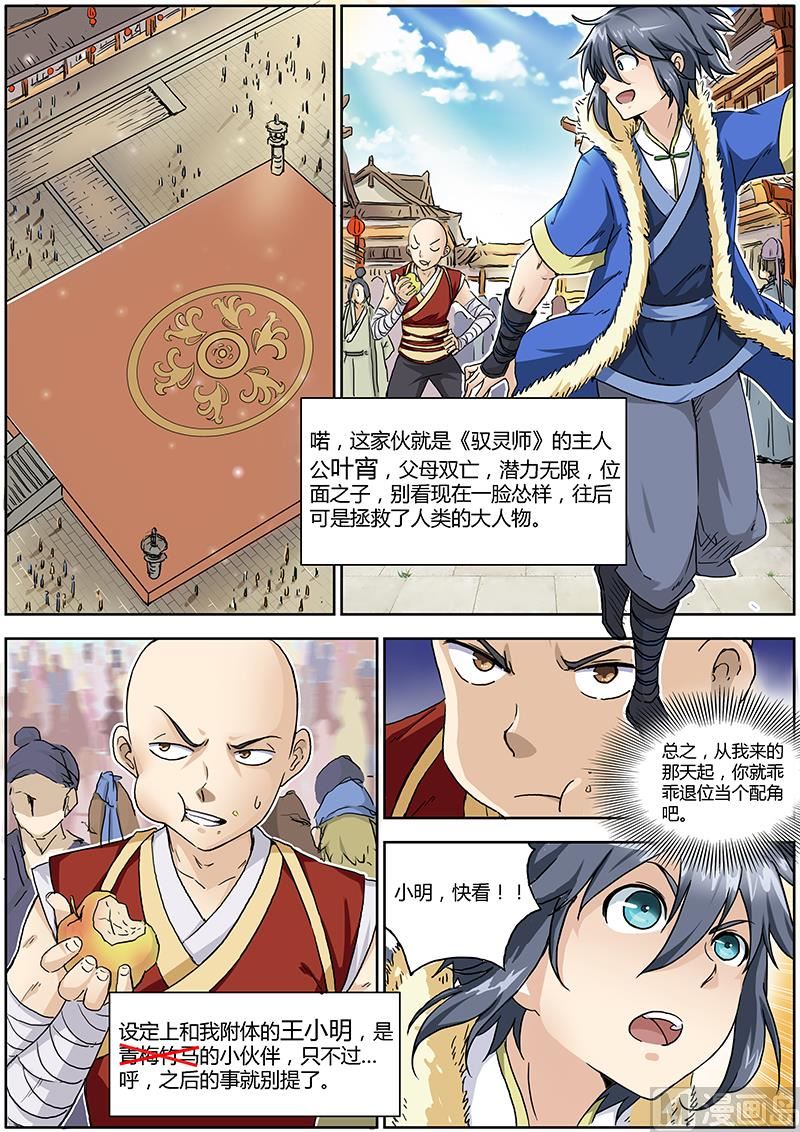 喏，这家伙就是《驭灵师》的主人
公叶宵，父母双亡，潜力无限，位
面之子，别看现在一脸怂样，往后
可是拯救了人类的大人物。
总之，从我来的
那天起，你就乖
乖退位当个配角
吧。
小明，快看！！
设定上和我附体的王小明，是
青梅竹马的小伙伴，只不过...
呼，之后的事就别提了。
漫画岛